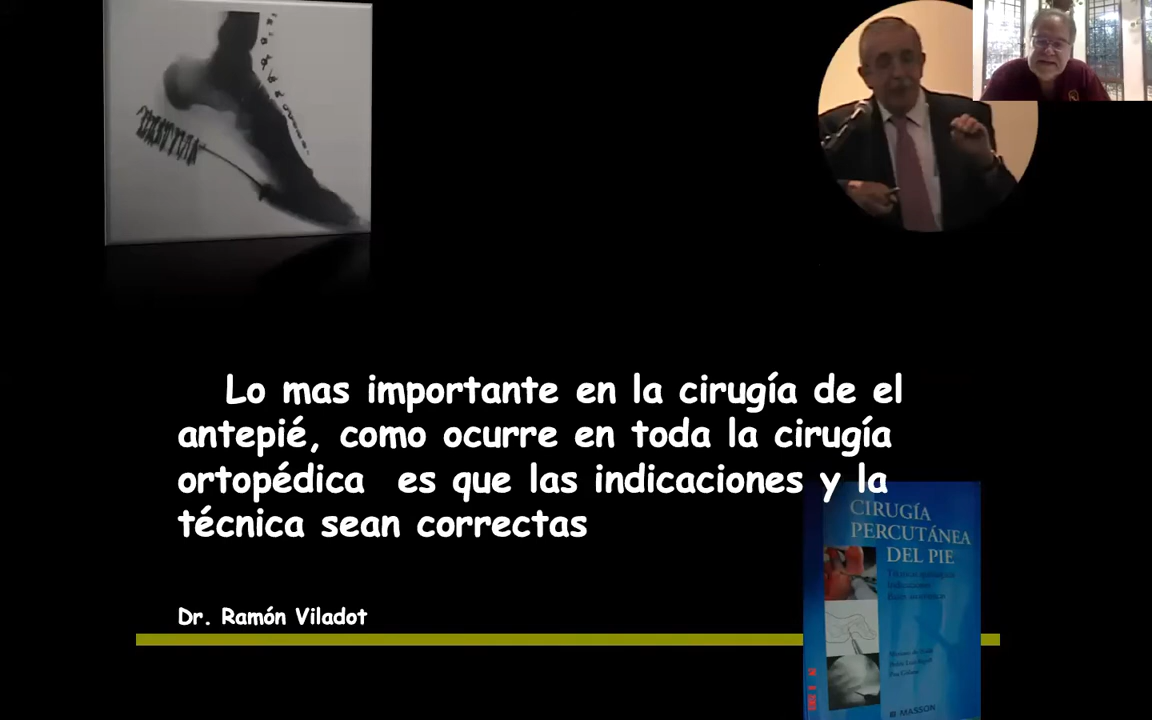 Lo mas importante en la cirugía de el
antepié, como ocurre en toda la cirugía
ortopédica es que las indicaciones y la
técnica sean correctas
Dr. Ramón Viladot
CIRUGÍA
PERCUTÁNEA
DEL PIE
MASSON